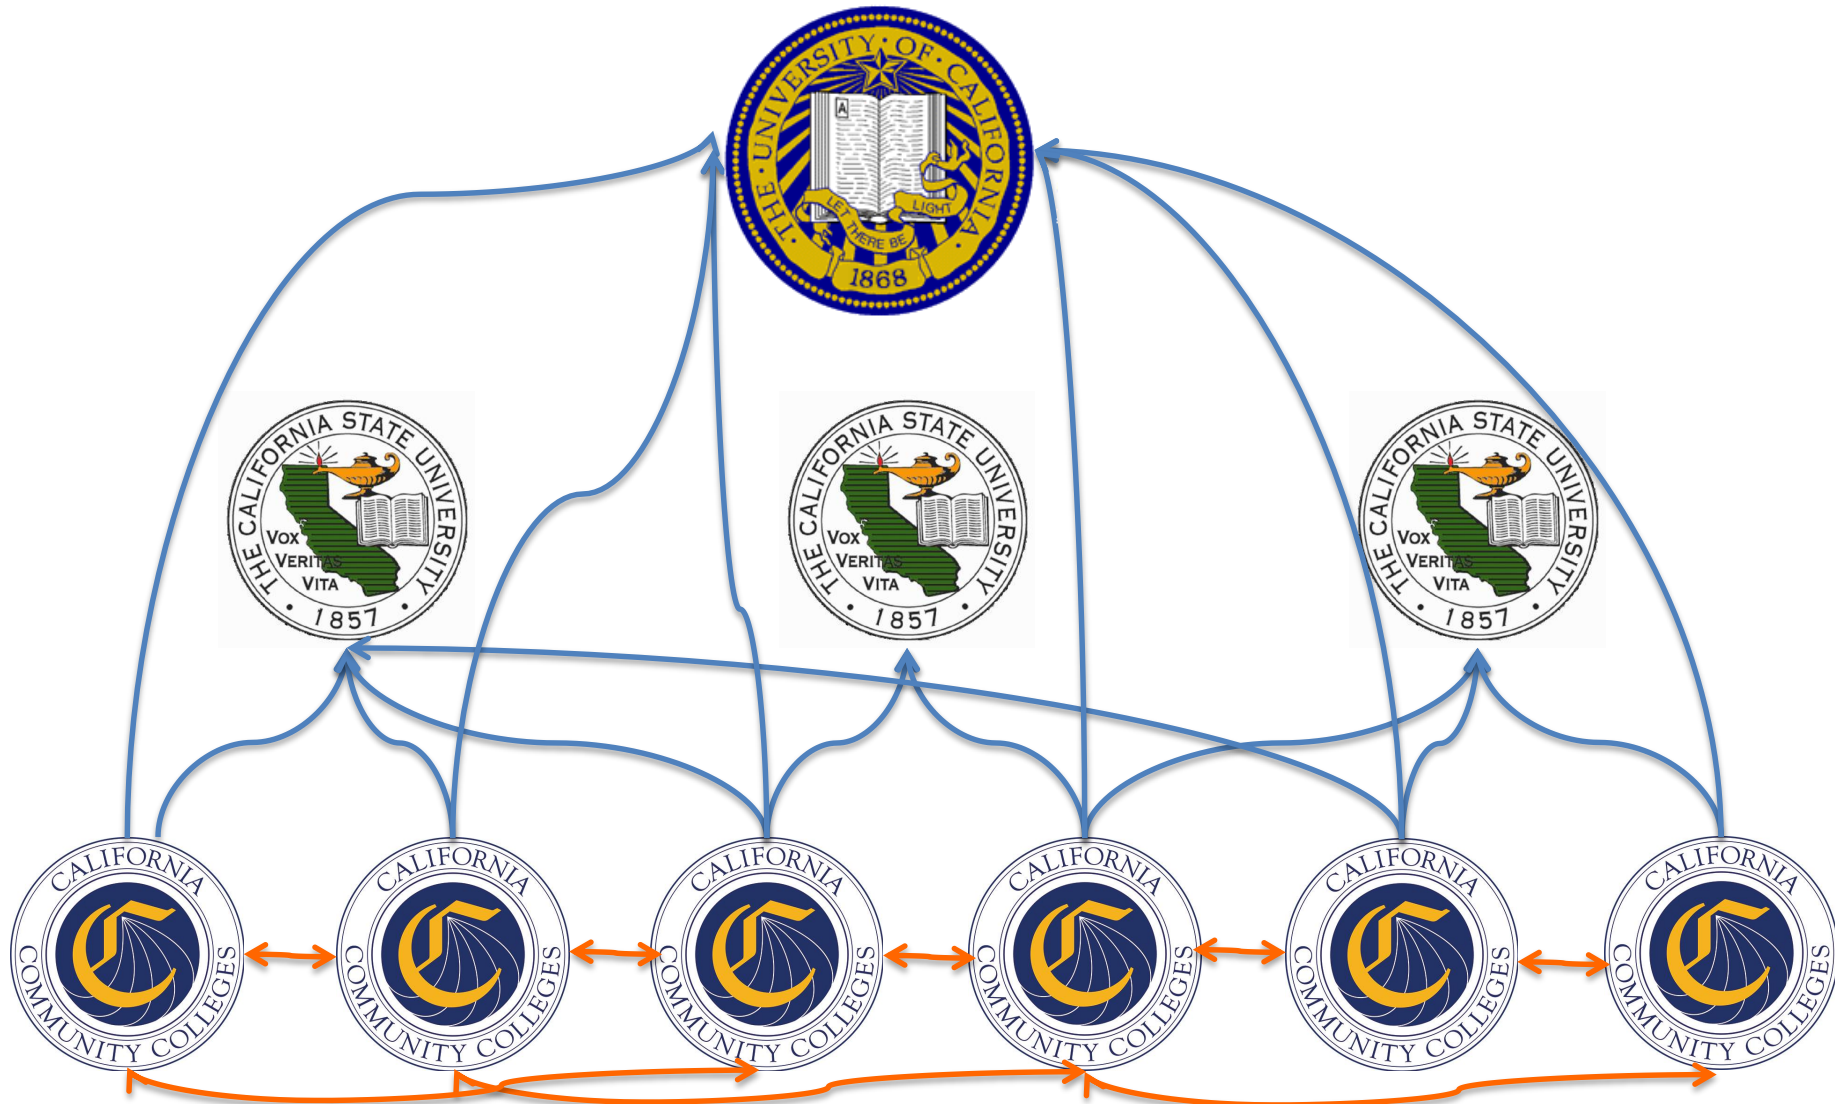 THE · UNIVERSITY · OF · CALIFORNIA ·
A
LET THERE BE LIGHT
1868
THE CALIFORNIA STATE UNIVERSITY
VOX
VERITAS
VITA
• 1857 •
THE CALIFORNIA STATE UNIVERSITY
VOX
VERITAS
VITA
• 1857 •
THE CALIFORNIA STATE UNIVERSITY
VOX
VERITAS
VITA
• 1857 •
CALIFORNIA
COMMUNITY COLLEGES
CALIFORNIA
COMMUNITY COLLEGES
CALIFORNIA
COMMUNITY COLLEGES
CALIFORNIA
COMMUNITY COLLEGES
CALIFORNIA
COMMUNITY COLLEGES
CALIFORNIA
COMMUNITY COLLEGES